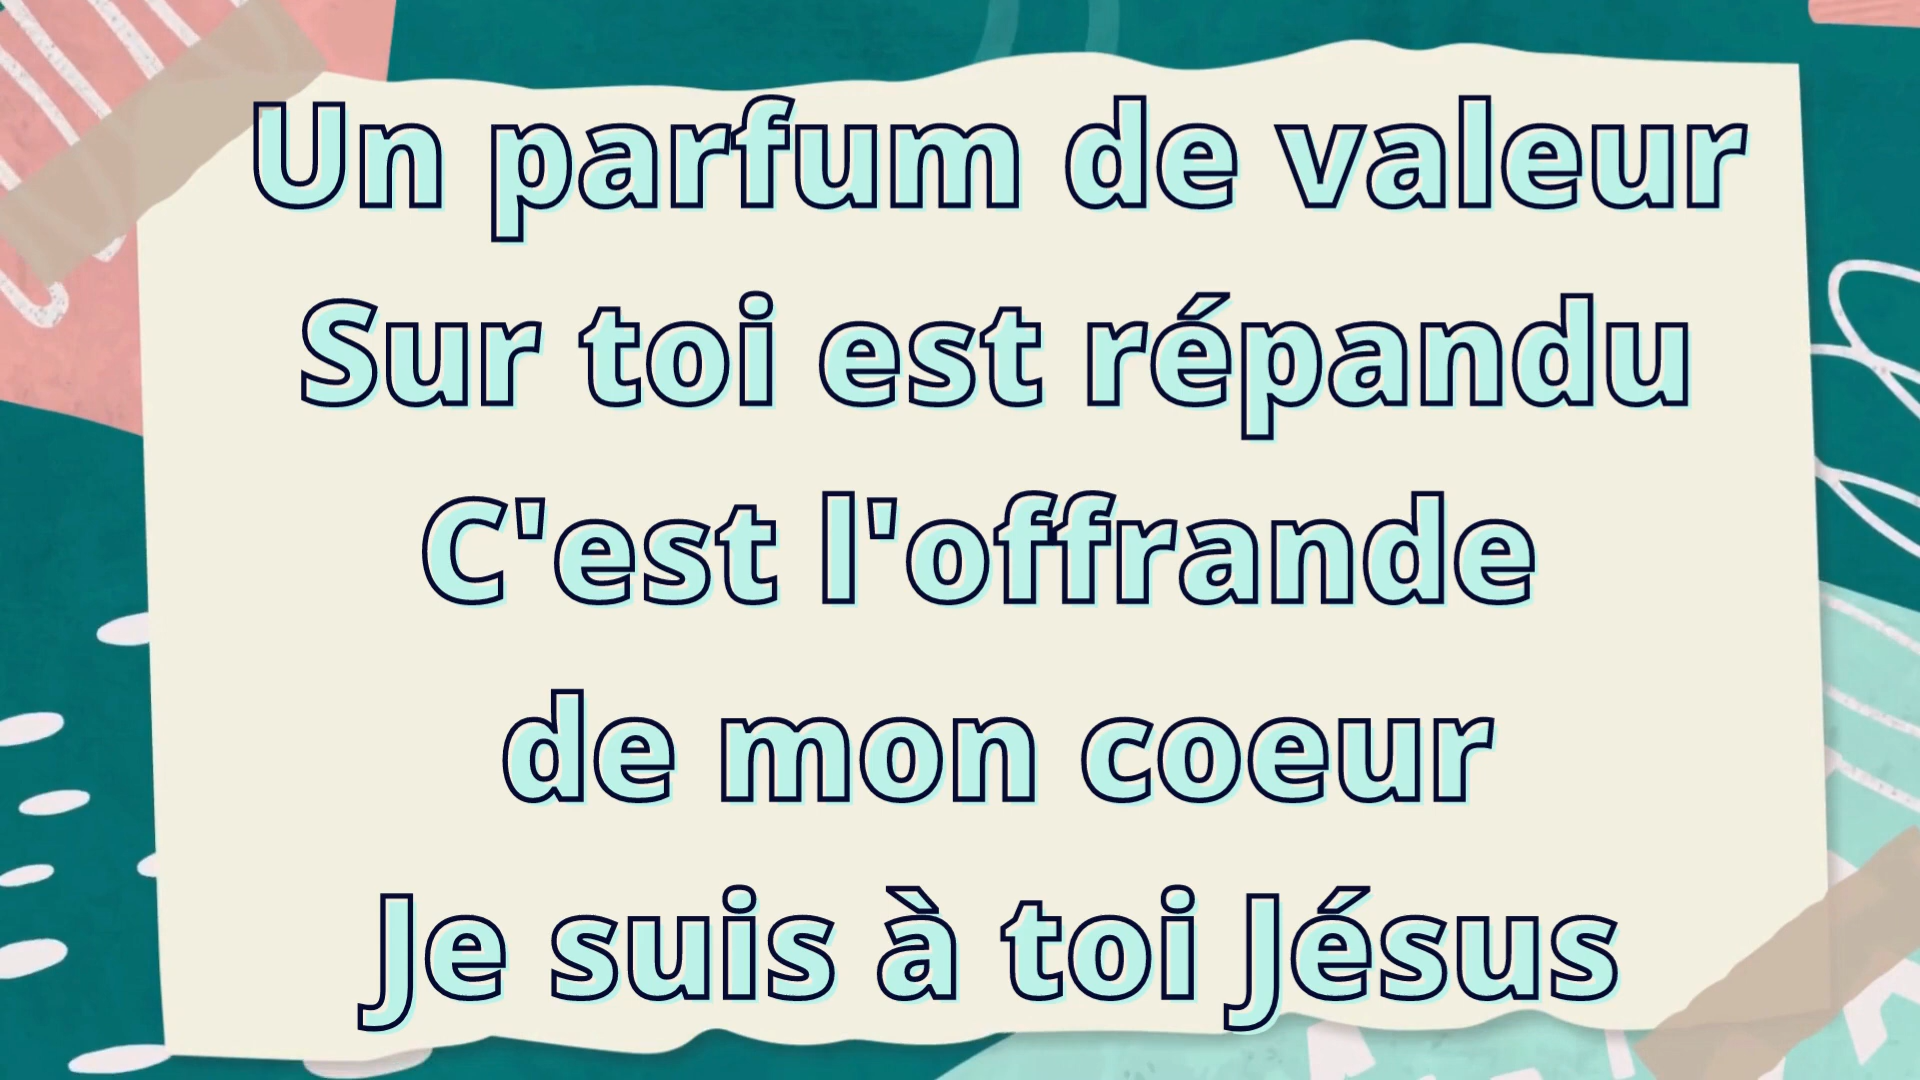 Un parfum de valeur
Sur toi est répandu
C'est l'offrande
de mon coeur
Je suis à toi Jésus